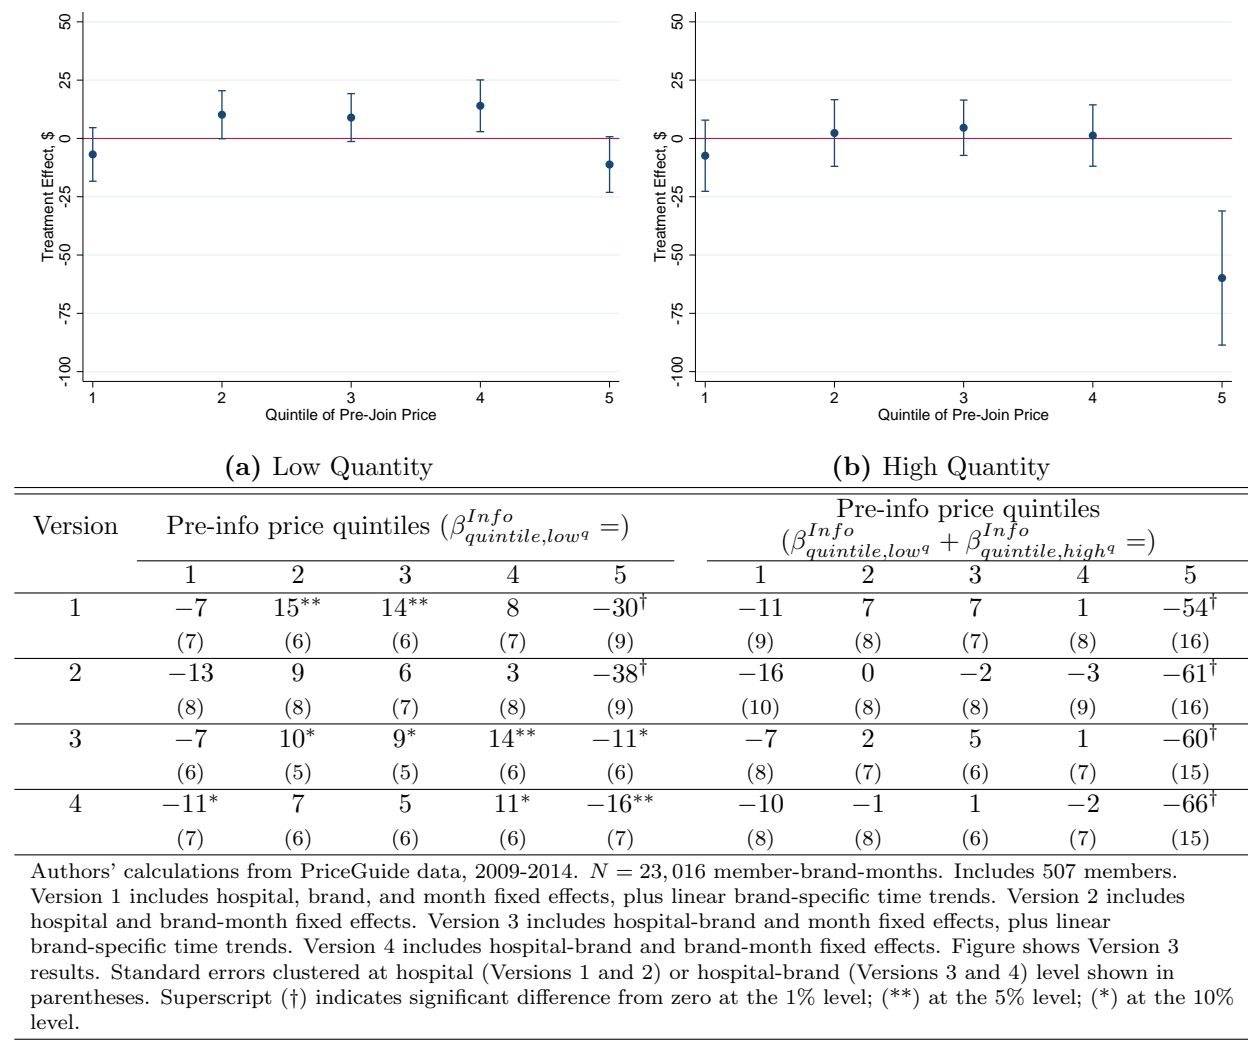 50
25
0
-25
-50
-75
-100
Treatment Effect, $
1 2 3 4 5
Quintile of Pre-Join Price
(a) Low Quantity
50
25
0
-25
-50
-75
-100
Treatment Effect, $
1 2 3 4 5
Quintile of Pre-Join Price
(b) High Quantity
Version Pre-info price quintiles (β^{Info}_{quintile,low^q} =) Pre-info price quintiles (β^{Info}_{quintile,low^q} + β^{Info}_{quintile,high^q} =)
1 2 3 4 5 1 2 3 4 5
1 −7 15** 14** 8 −30† −11 7 7 1 −54†
(7) (6) (6) (7) (9) (9) (8) (7) (8) (16)
2 −13 9 6 3 −38† −16 0 −2 −3 −61†
(8) (8) (7) (8) (9) (10) (8) (8) (9) (16)
3 −7 10* 9* 14** −11* −7 2 5 1 −60†
(6) (5) (5) (6) (6) (8) (7) (6) (7) (15)
4 −11* 7 5 11* −16** −10 −1 1 −2 −66†
(7) (6) (6) (6) (7) (8) (8) (6) (7) (15)
Authors' calculations from PriceGuide data, 2009-2014. N = 23,016 member-brand-months. Includes 507 members.
Version 1 includes hospital, brand, and month fixed effects, plus linear brand-specific time trends. Version 2 includes
hospital and brand-month fixed effects. Version 3 includes hospital-brand and month fixed effects, plus linear
brand-specific time trends. Version 4 includes hospital-brand and brand-month fixed effects. Figure shows Version 3
results. Standard errors clustered at hospital (Versions 1 and 2) or hospital-brand (Versions 3 and 4) level shown in
parentheses. Superscript (†) indicates significant difference from zero at the 1% level; (**) at the 5% level; (*) at the 10%
level.